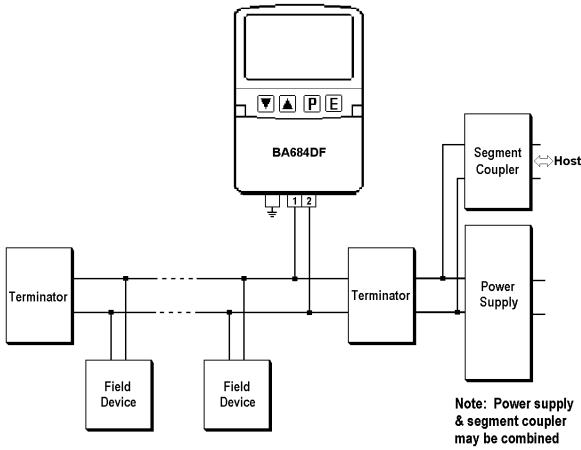 P E
BA684DF
1 2
Segment
Coupler
Host
Terminator
Terminator
Power
Supply
Field
Device
Field
Device
Note: Power supply
& segment coupler
may be combined